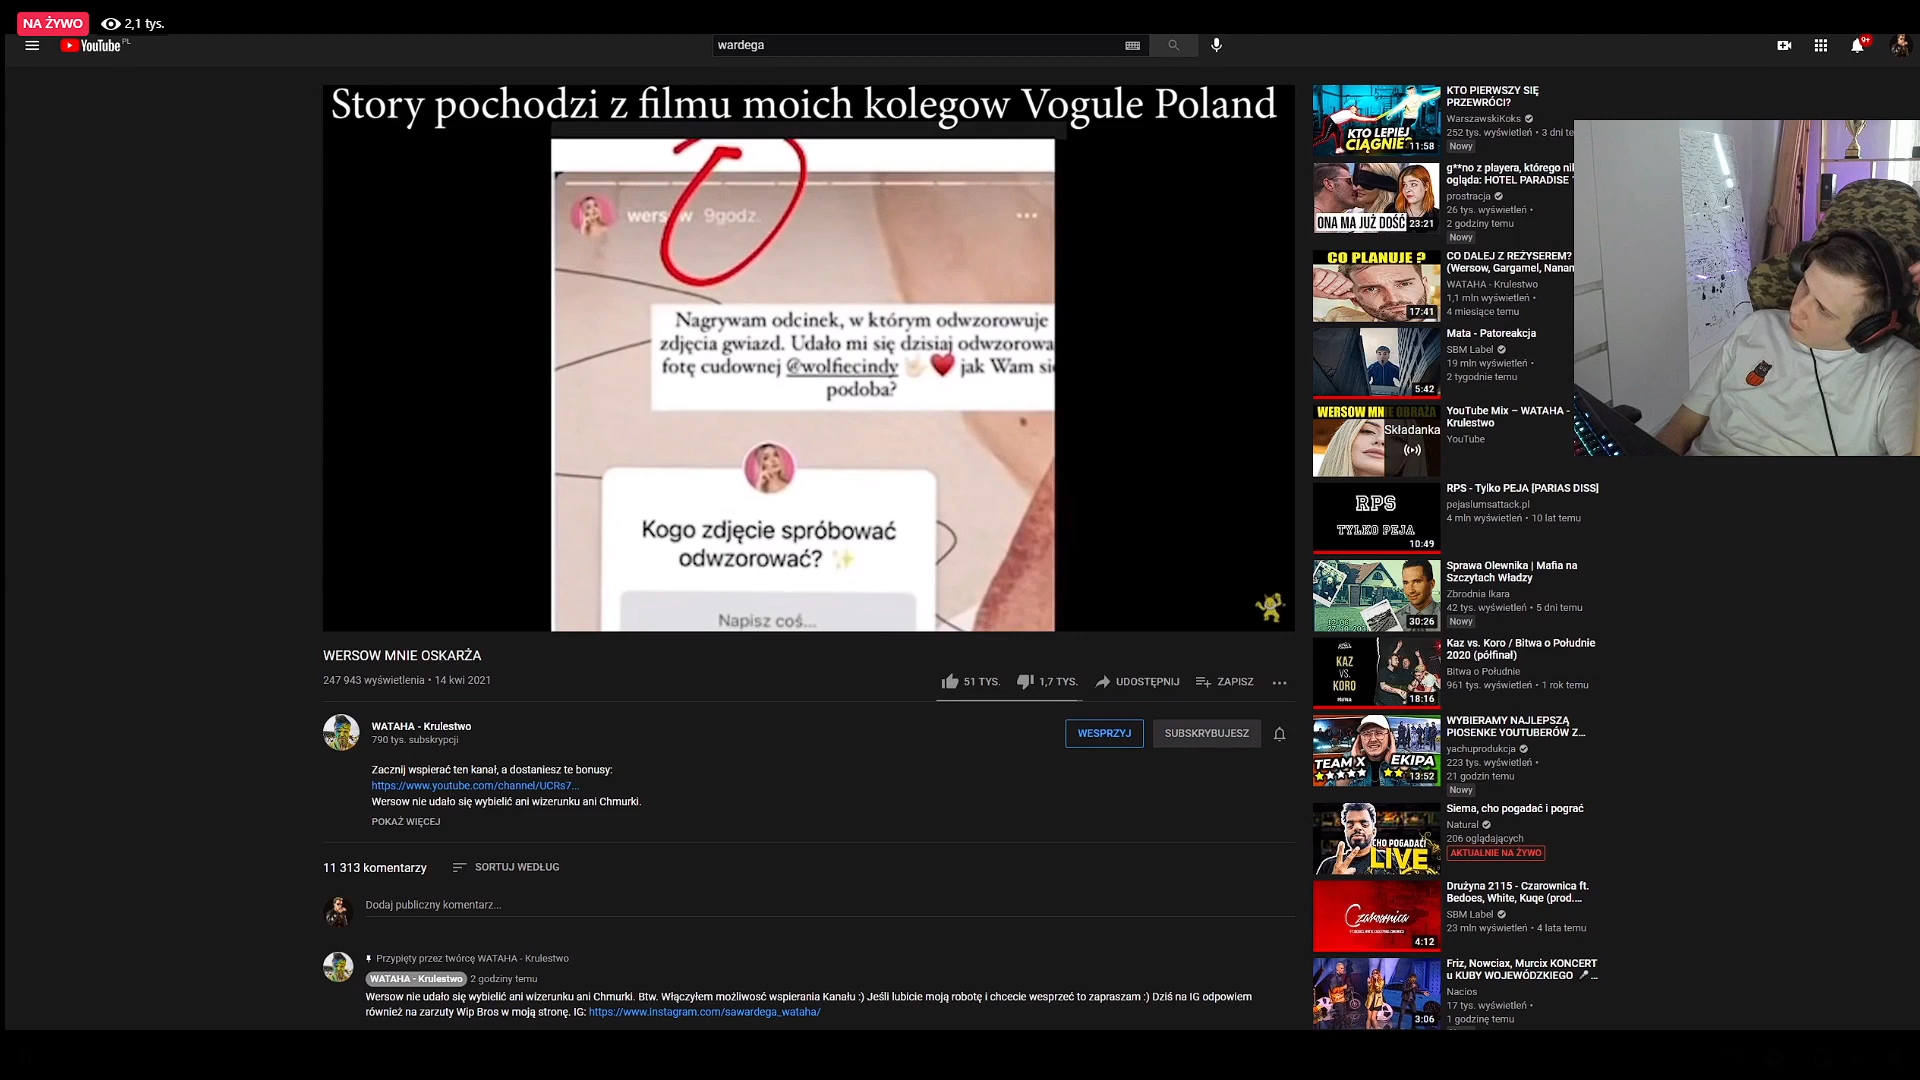 NA ŻYWO 2,1 tys.
YouTube PL
wardega
9+
Story pochodzi z filmu moich kolegow Vogule Poland
wersow 9godz.
Nagrywam odcinek, w którym odwzorowuje
zdjęcia gwiazd. Udało mi się dzisiaj odwzorowa
fotę cudownej @wolfiecindy jak Wam się
podoba?
Kogo zdjęcie spróbować
odwzorować?
Napisz coś...
WERSOW MNIE OSKARŻA
247 943 wyświetlenia • 14 kwi 2021
51 TYS. 1,7 TYS. UDOSTĘPNIJ ZAPISZ
WATAHA - Krulestwo
790 tys. subskrypcji
WESPRZYJ SUBSKRYBUJESZ
Zacznij wspierać ten kanał, a dostaniesz te bonusy:
https://www.youtube.com/channel/UCRs7...
Wersow nie udało się wybielić ani wizerunku ani Chmurki.
POKAŻ WIĘCEJ
11 313 komentarzy SORTUJ WEDŁUG
Dodaj publiczny komentarz...
Przypięty przez twórcę WATAHA - Krulestwo
WATAHA - Krulestwo 2 godziny temu
Wersow nie udało się wybielić ani wizerunku ani Chmurki. Btw. Włączyłem możliwosć wspierania Kanału :) Jeśli lubicie moją robotę i chcecie wesprzeć to zapraszam :) Dziś na IG odpowiem
również na zarzuty Wip Bros w moją stronę. IG: https://www.instagram.com/sawardega_wataha/
KTO LEPIEJ
CIĄGNIE?
11:58
KTO PIERWSZY SIĘ
PRZEWRÓCI?
WarszawskiKoks
252 tys. wyświetleń • 3 dni te
Nowy
ONA MA JUŻ DOŚĆ
23:21
g**no z playera, którego nik
ogląda: HOTEL PARADISE
prostracja
26 tys. wyświetleń •
2 godziny temu
Nowy
CO PLANUJE ?
17:41
CO DALEJ Z REŻYSEREM?
(Wersow, Gargamel, Nanan
WATAHA - Krulestwo
1,1 mln wyświetleń •
4 miesiące temu
5:42
Mata - Patoreakcja
SBM Label
19 mln wyświetleń •
2 tygodnie temu
WERSOW MNIE OBRAŻA
Składanka
YouTube Mix – WATAHA -
Krulestwo
YouTube
RPS
TYLKO PEJA
10:49
RPS - Tylko PEJA [PARIAS DISS]
pejaslumsattack.pl
4 mln wyświetleń • 10 lat temu
30:26
Sprawa Olewnika | Mafia na
Szczytach Władzy
Zbrodnia Ikara
42 tys. wyświetleń • 5 dni temu
Nowy
KAZ
VS.
KORO
18:16
Kaz vs. Koro / Bitwa o Południe
2020 (półfinał)
Bitwa o Południe
961 tys. wyświetleń • 1 rok temu
TEAM X EKIPA
13:52
WYBIERAMY NAJLEPSZĄ
PIOSENKE YOUTUBERÓW Z...
yachuprodukcja
223 tys. wyświetleń •
21 godzin temu
Nowy
CHO POGADAĆ!
LIVE
Siema, cho pogadać i pograć
Natural
206 oglądających
AKTUALNIE NA ŻYWO
Czarownica
4:12
Drużyna 2115 - Czarownica ft.
Bedoes, White, Kuqe (prod....
SBM Label
23 mln wyświetleń • 4 lata temu
3:06
Friz, Nowciax, Murcix KONCERT
u KUBY WOJEWÓDZKIEGO ...
Nacios
17 tys. wyświetleń •
1 godzinę temu